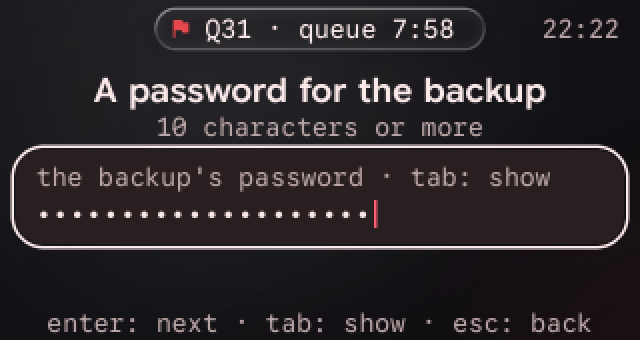 Q31 · queue 7:58
22:22
A password for the backup
10 characters or more
the backup's password · tab: show
••••••••••••••••••••
enter: next · tab: show · esc: back